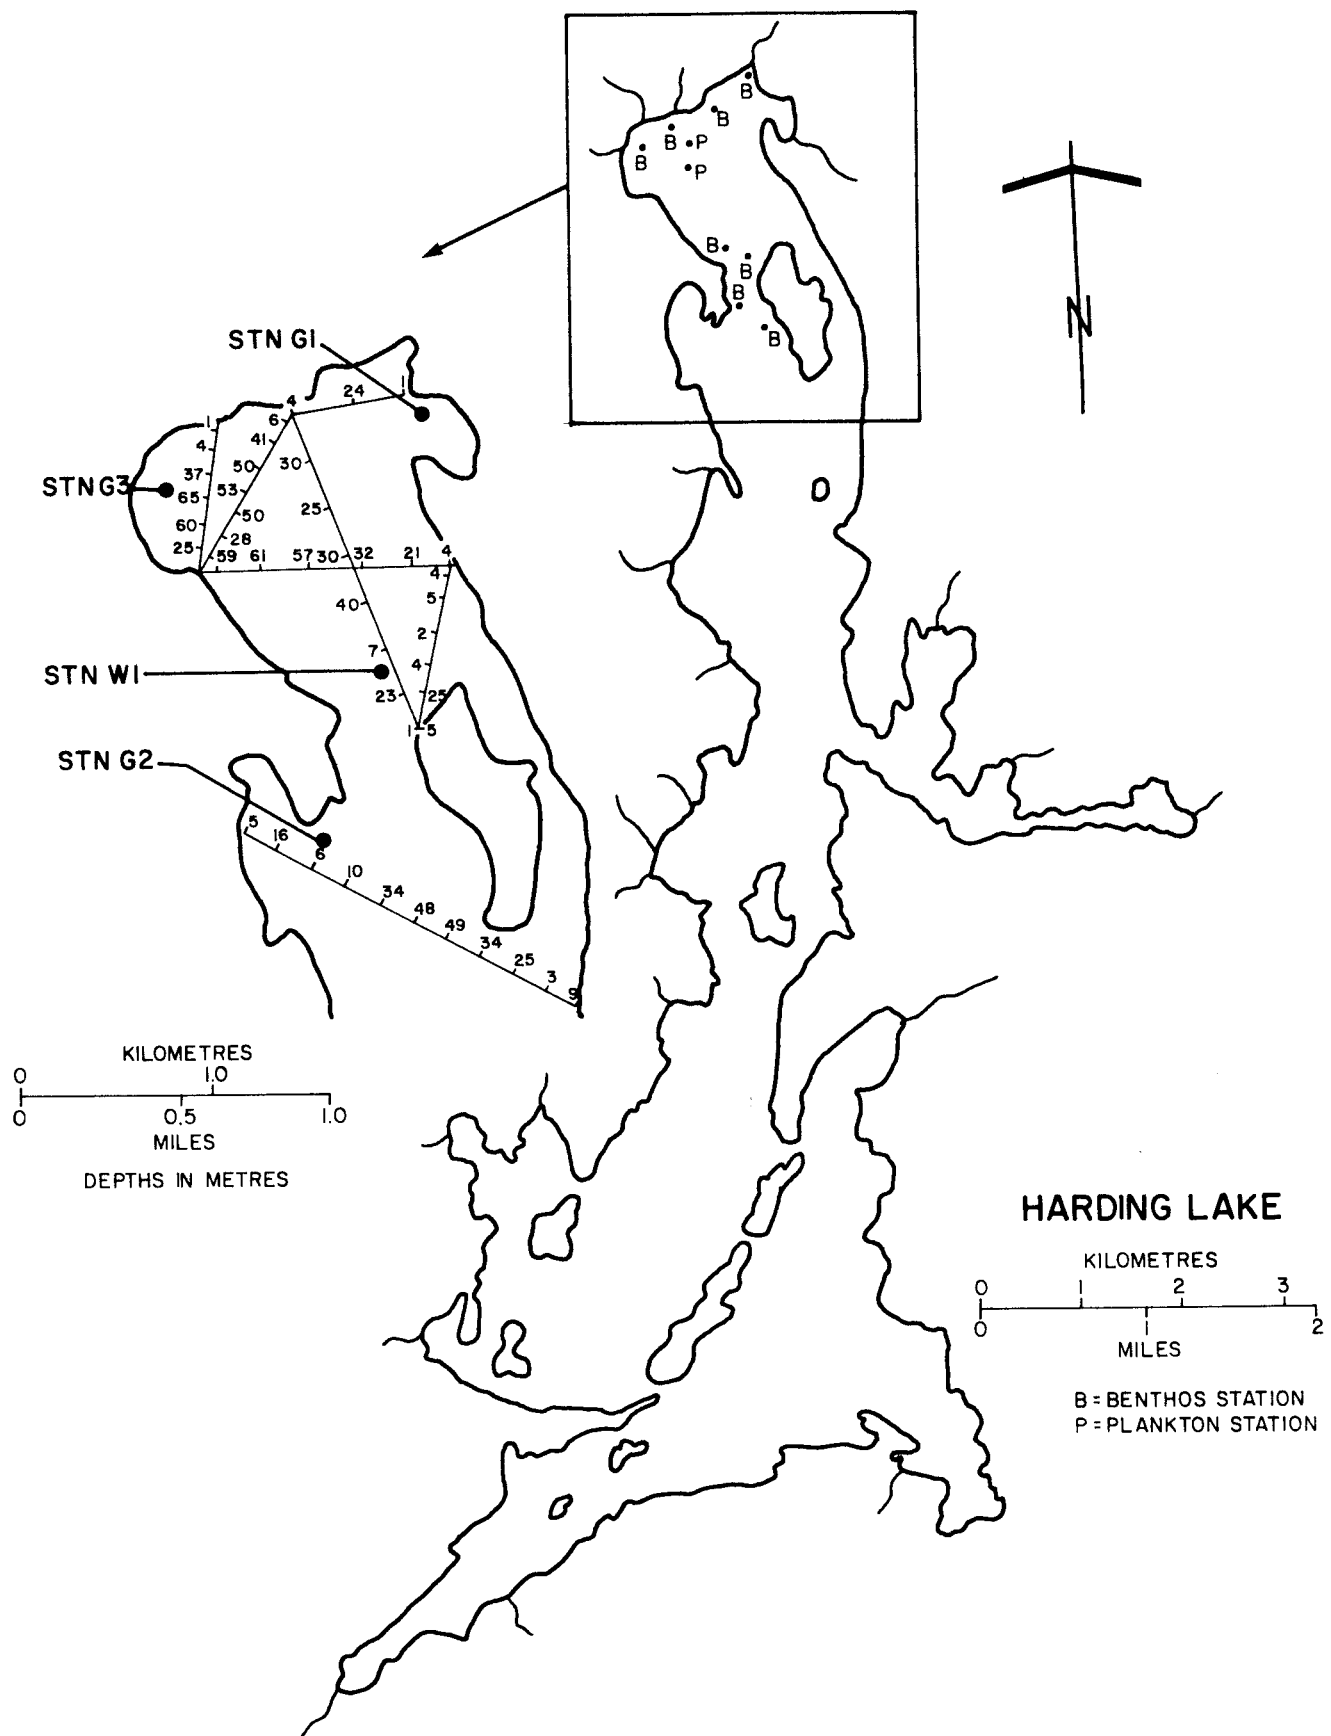 B
B
B
P
B
P
B
B
B
B
N
STN G1
1
24
4
1
6
4
41
30
50
37
STN G3
53
65
25
50
60
28
25
59
61
57
30
32
21
4
4
40
5
2
7
4
STN W1
23
25
1
5
STN G2
5
16
6
10
34
48
49
34
25
3
9
KILOMETRES
0
1.0
0
0.5
1.0
MILES
DEPTHS IN METRES
HARDING LAKE
KILOMETRES
0 1 2 3
0 1 2
MILES
B = BENTHOS STATION
P = PLANKTON STATION